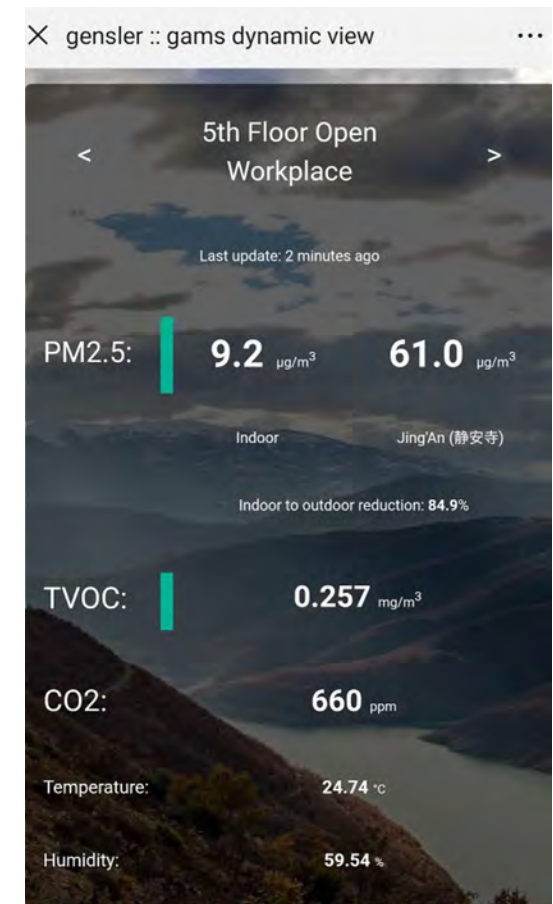 × gensler :: gams dynamic view ...
< 5th Floor Open Workplace >
Last update: 2 minutes ago
PM2.5: 9.2 µg/m³ 61.0 µg/m³
Indoor Jing'An (静安寺)
Indoor to outdoor reduction: 84.9%
TVOC: 0.257 mg/m³
CO2: 660 ppm
Temperature: 24.74 °C
Humidity: 59.54 %